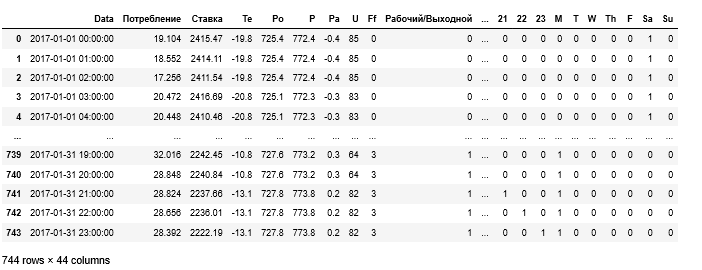 Data Потребление Ставка Te Po P Pa U Ff Рабочий/Выходной ... 21 22 23 M T W Th F Sa Su
0 2017-01-01 00:00:00 19.104 2415.47 -19.8 725.4 772.4 -0.4 85 0 0 ... 0 0 0 0 0 0 0 0 1 0
1 2017-01-01 01:00:00 18.552 2414.11 -19.8 725.4 772.4 -0.4 85 0 0 ... 0 0 0 0 0 0 0 0 1 0
2 2017-01-01 02:00:00 17.256 2411.54 -19.8 725.4 772.4 -0.4 85 0 0 ... 0 0 0 0 0 0 0 0 1 0
3 2017-01-01 03:00:00 20.472 2416.69 -20.8 725.1 772.3 -0.3 83 0 0 ... 0 0 0 0 0 0 0 0 1 0
4 2017-01-01 04:00:00 20.448 2410.46 -20.8 725.1 772.3 -0.3 83 0 0 ... 0 0 0 0 0 0 0 0 1 0
... ... ... ... ... ... ... ... ... ... ... ... ... ... ... ... ... ... ... ... ... ...
739 2017-01-31 19:00:00 32.016 2242.45 -10.8 727.6 773.2 0.3 64 3 1 ... 0 0 0 1 0 0 0 0 0 0
740 2017-01-31 20:00:00 28.848 2240.84 -10.8 727.6 773.2 0.3 64 3 1 ... 0 0 0 1 0 0 0 0 0 0
741 2017-01-31 21:00:00 28.824 2237.66 -13.1 727.8 773.8 0.2 82 3 1 ... 1 0 0 1 0 0 0 0 0 0
742 2017-01-31 22:00:00 28.656 2236.01 -13.1 727.8 773.8 0.2 82 3 1 ... 0 1 0 1 0 0 0 0 0 0
743 2017-01-31 23:00:00 28.392 2222.19 -13.1 727.8 773.8 0.2 82 3 1 ... 0 0 1 1 0 0 0 0 0 0
744 rows × 44 columns